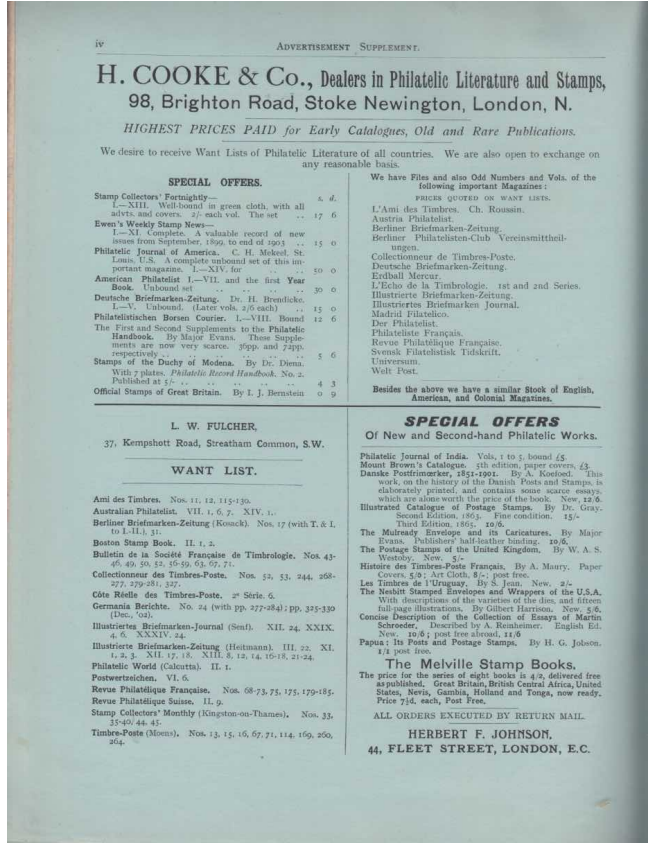 iv
ADVERTISEMENT SUPPLEMENT.
H. COOKE & Co., Dealers in Philatelic Literature and Stamps,
98, Brighton Road, Stoke Newington, London, N.
HIGHEST PRICES PAID for Early Catalogues, Old and Rare Publications.
We desire to receive Want Lists of Philatelic Literature of all countries. We are also open to exchange on
any reasonable basis.
SPECIAL OFFERS.
Stamp Collectors' Fortnightly— s. d.
I.—XIII. Well-bound in green cloth, with all
advts. and covers. 2/- each vol. The set .. 17 6
Ewen's Weekly Stamp News—
I.—XI. Complete. A valuable record of new
issues from September, 1899, to end of 1903 .. 15 0
Philatelic Journal of America. C. H. Mekeel, St.
Louis, U.S. A complete unbound set of this im-
portant magazine. I.—XIV. for .. .. 50 0
American Philatelist I.—VII. and the first Year
Book. Unbound set .. .. .. .. 30 0
Deutsche Briefmarken-Zeitung. Dr. H. Brendicke.
I.—V. Unbound. (Later vols. 2/6 each) .. 15 0
Philatelistischen Borsen Courier. I.—VIII. Bound 12 6
The First and Second Supplements to the Philatelic
Handbook. By Major Evans. These Supple-
ments are now very scarce. 36pp. and 72pp.
respectively .. .. .. .. .. 5 6
Stamps of the Duchy of Modena. By Dr. Diena.
With 7 plates. Philatelic Record Handbook. No. 2.
Published at 5/- .. .. .. .. .. 4 3
Official Stamps of Great Britain. By I. J. Bernstein 0 9
We have Files and also Odd Numbers and Vols. of the
following important Magazines :
PRICES QUOTED ON WANT LISTS.
L'Ami des Timbres. Ch. Roussin.
Austria Philatelist.
Berliner Briefmarken-Zeitung.
Berliner Philatelisten-Club Vereinsmittheil-
ungen.
Collectionneur de Timbres-Poste.
Deutsche Briefmarken-Zeitung.
Erdball Mercur.
L'Echo de la Timbrologie. 1st and 2nd Series.
Illustrierte Briefmarken-Zeitung.
Illustriertes Briefmarken Journal.
Madrid Filatelico.
Der Philatelist.
Philateliste Français.
Revue Philatélique Française.
Svensk Filatelistisk Tidskrift.
Universum.
Welt Post.
Besides the above we have a similar Stock of English,
American, and Colonial Magazines.
L. W. FULCHER,
37, Kempshott Road, Streatham Common, S.W.
WANT LIST.
Ami des Timbres. Nos. 11, 12, 115-130.
Australian Philatelist. VII. 1, 6, 7. XIV. 1.
Berliner Briefmarken-Zeitung (Kosack). Nos. 17 (with T. & I.
to I.-II.), 31.
Boston Stamp Book. II. 1, 2.
Bulletin de la Société Française de Timbrologie. Nos. 43-
46, 49, 50, 52, 56-59, 63, 67, 71.
Collectionneur des Timbres-Poste. Nos. 52, 53, 244, 268-
277, 279-281, 327.
Côte Réelle des Timbres-Poste. 2e Série. 6.
Germania Berichte. No. 24 (with pp. 277-284); pp. 325-330
(Dec., '02).
Illustriertes Briefmarken-Journal (Senf). XII. 24, XXIX.
4, 6. XXXIV. 24.
Illustrierte Briefmarken-Zeitung (Heitmann). III. 22, XI.
1, 2, 3. XII. 17, 18. XIII. 8, 12, 14, 16-18, 21-24.
Philatelic World (Calcutta). II. 1.
Postwertzeichen. VI. 6.
Revue Philatélique Française. Nos. 68-73, 75, 175, 179-185.
Revue Philatélique Suisse. II, 9.
Stamp Collectors' Monthly (Kingston-on-Thames). Nos. 33,
35-40, 44, 45.
Timbre-Poste (Moens). Nos. 13, 15, 16, 67, 71, 114, 169, 260,
264.
SPECIAL OFFERS
Of New and Second-hand Philatelic Works.
Philatelic Journal of India. Vols, 1 to 5, bound £5.
Mount Brown's Catalogue. 5th edition, paper covers, £3.
Danske Postfrimœrker, 1851-1901. By A. Koefoed. This
work, on the history of the Danish Posts and Stamps, is
elaborately printed, and contains some scarce essays,
which are alone worth the price of the book. New, 12/6.
Illustrated Catalogue of Postage Stamps. By Dr. Gray.
Second Edition, 1863. Fine condition. 15/-
Third Edition, 1865. 10/6.
The Mulready Envelope and its Caricatures. By Major
Evans. Publishers' half-leather binding. 10/6.
The Postage Stamps of the United Kingdom. By W. A. S.
Westoby. New. 5/-
Histoire des Timbres-Poste Français, By A. Maury. Paper
Covers, 5/6; Art Cloth, 8/-; post free.
Les Timbres de l'Uruguay. By S. Jean. New. 2/-
The Nesbitt Stamped Envelopes and Wrappers of the U.S.A.
With descriptions of the varieties of the dies, and fifteen
full-page illustrations. By Gilbert Harrison. New. 5/6.
Concise Description of the Collection of Essays of Martin
Schroeder, Described by A. Reinheimer. English Ed.
New. 10/6; post free abroad, 11/6
Papua: Its Posts and Postage Stamps. By H. G. Jobson.
1/1 post free.
The Melville Stamp Books.
The price for the series of eight books is 4/2, delivered free
as published. Great Britain, British Central Africa, United
States, Nevis, Gambia, Holland and Tonga, now ready.
Price 7½d, each, Post Free.
ALL ORDERS EXECUTED BY RETURN MAIL.
HERBERT F. JOHNSON,
44, FLEET STREET, LONDON, E.C.